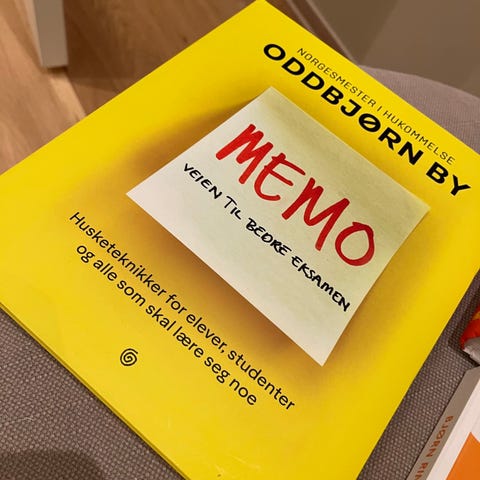 NORGESMESTER I HUKOMMELSE
ODDBJØRN BY
MEMO
VEIEN TIL BEDRE EKSAMEN
Husketeknikker for elever, studenter
og alle som skal lære seg noe
BJØRN